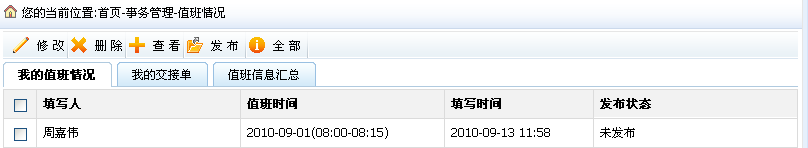 您的当前位置:首页-事务管理-值班情况
修 改 删 除 查 看 发 布 全 部
我的值班情况 我的交接单 值班信息汇总
填写人 值班时间 填写时间 发布状态
周嘉伟 2010-09-01(08:00-08:15) 2010-09-13 11:58 未发布